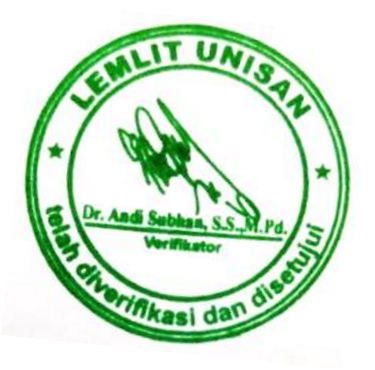 LEMLIT UNISAN
Dr. Andi Subhan, S.S.,M.Pd.
Verifikator
telah diverifikasi dan disetujui